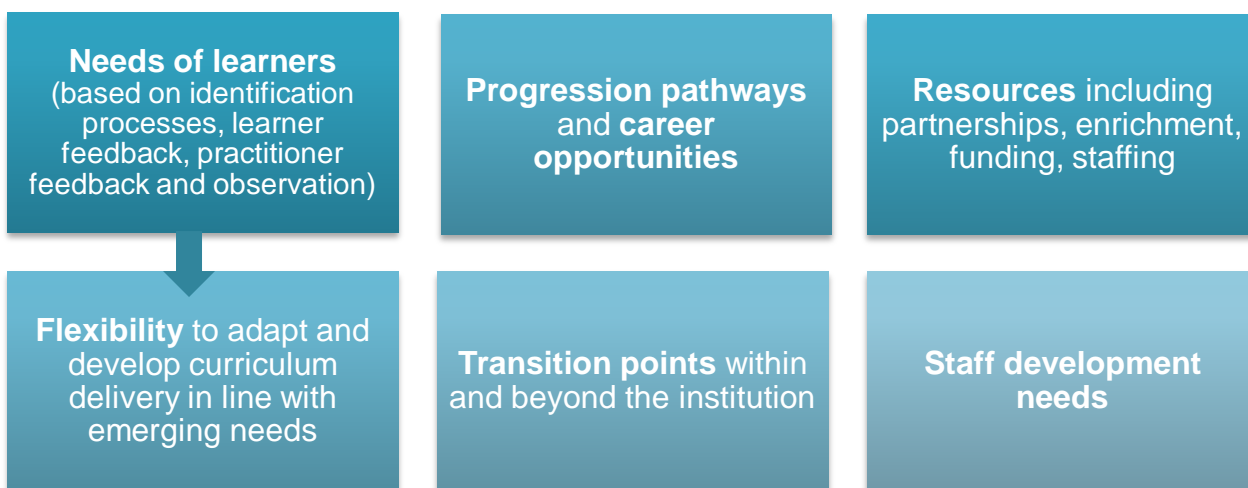 Needs of learners
(based on identification
processes, learner
feedback, practitioner
feedback and observation)
Progression pathways
and career
opportunities
Resources including
partnerships, enrichment,
funding, staffing
Flexibility to adapt and
develop curriculum
delivery in line with
emerging needs
Transition points within
and beyond the institution
Staff development
needs